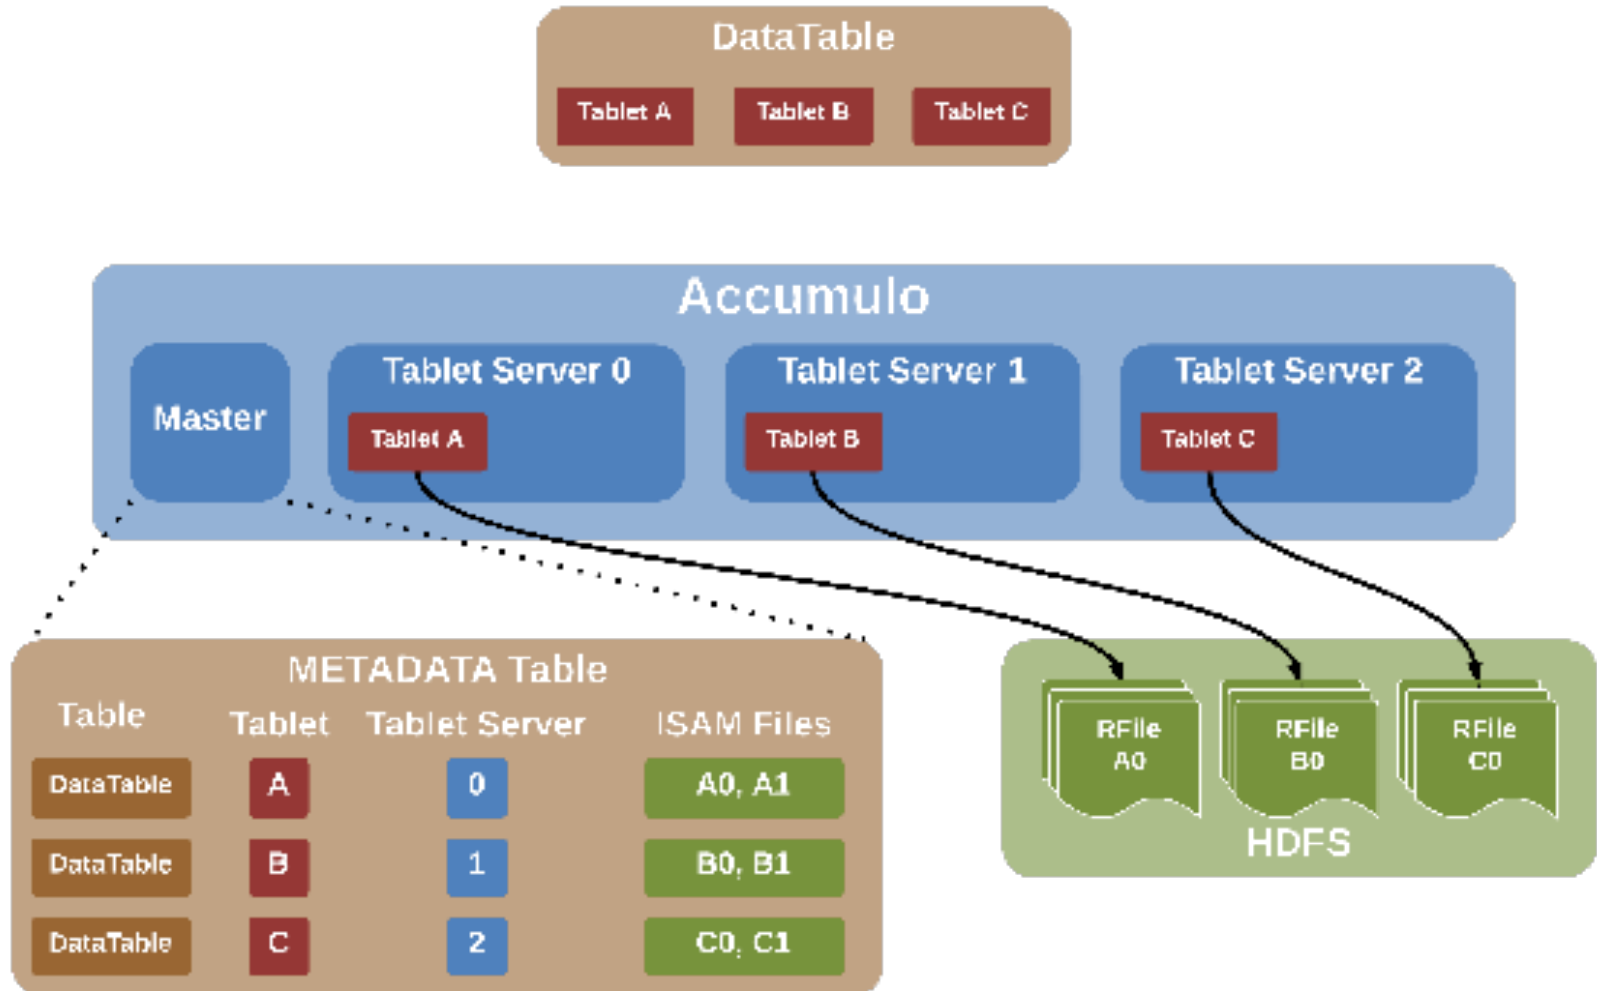 DataTable
Tablet A Tablet B Tablet C
Accumulo
Master
Tablet Server 0
Tablet A
Tablet Server 1
Tablet B
Tablet Server 2
Tablet C
METADATA Table
Table Tablet Tablet Server ISAM Files
DataTable A 0 A0, A1
DataTable B 1 B0, B1
DataTable C 2 C0, C1
RFile
A0
RFile
B0
RFile
C0
HDFS